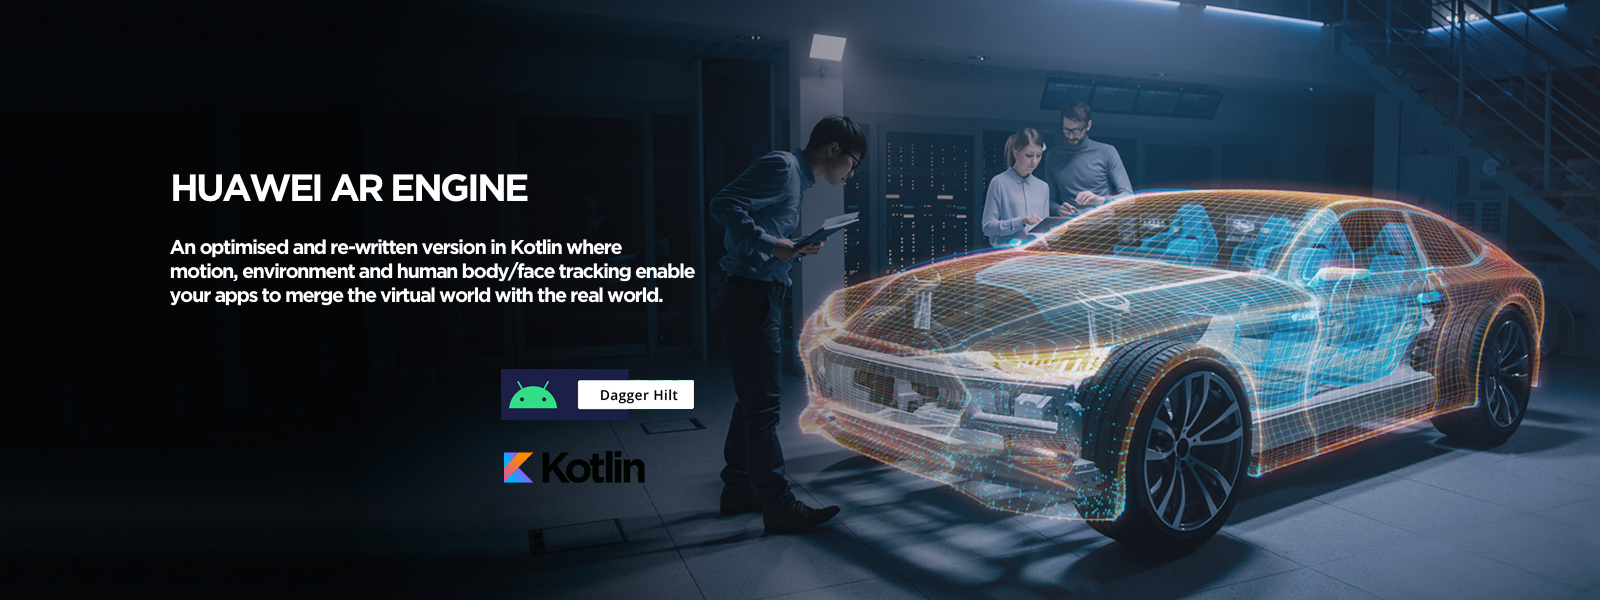 HUAWEI AR ENGINE
An optimised and re-written version in Kotlin where
motion, environment and human body/face tracking enable
your apps to merge the virtual world with the real world.
Dagger Hilt
Kotlin